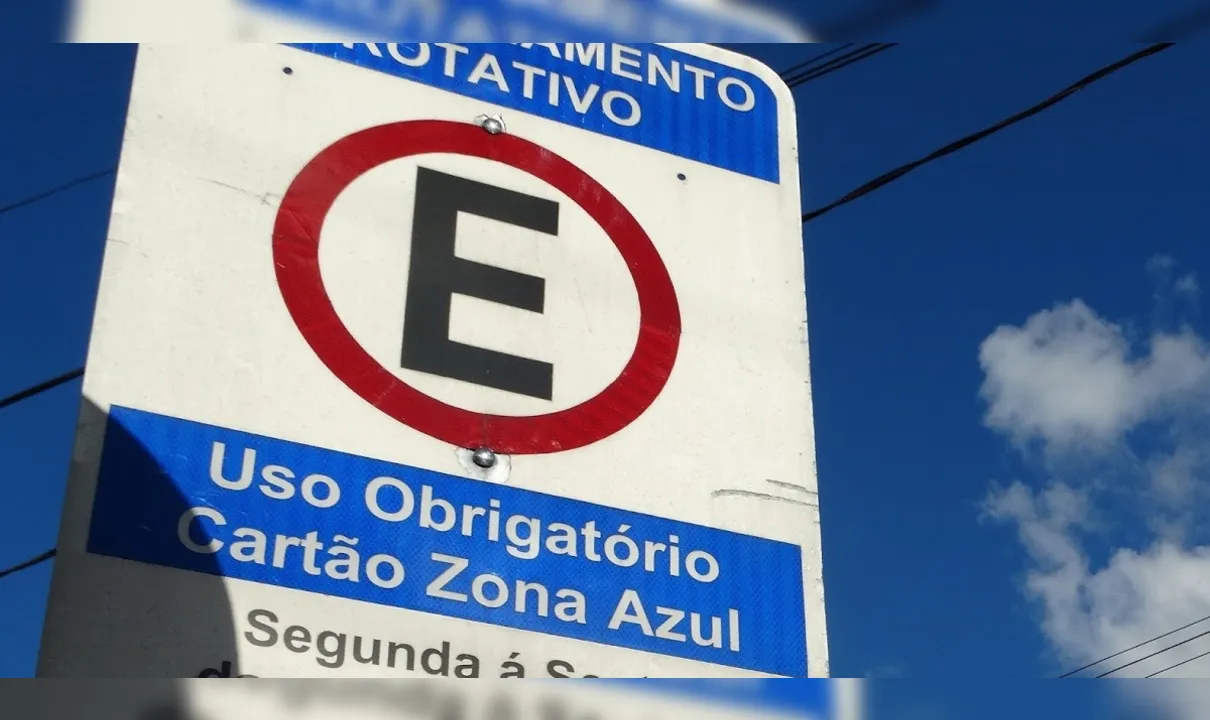 ROTATIVO
E
Uso Obrigatório
Cartão Zona Azul
Segunda á